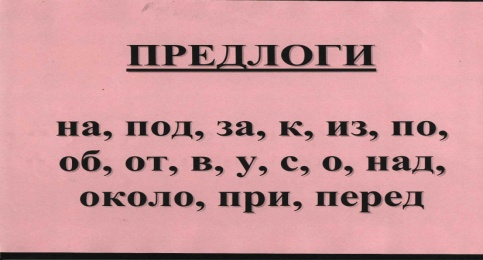 ПРЕДЛОГИ
на, под, за, к, из, по,
об, от, в, у, с, о, над,
около, при, перед